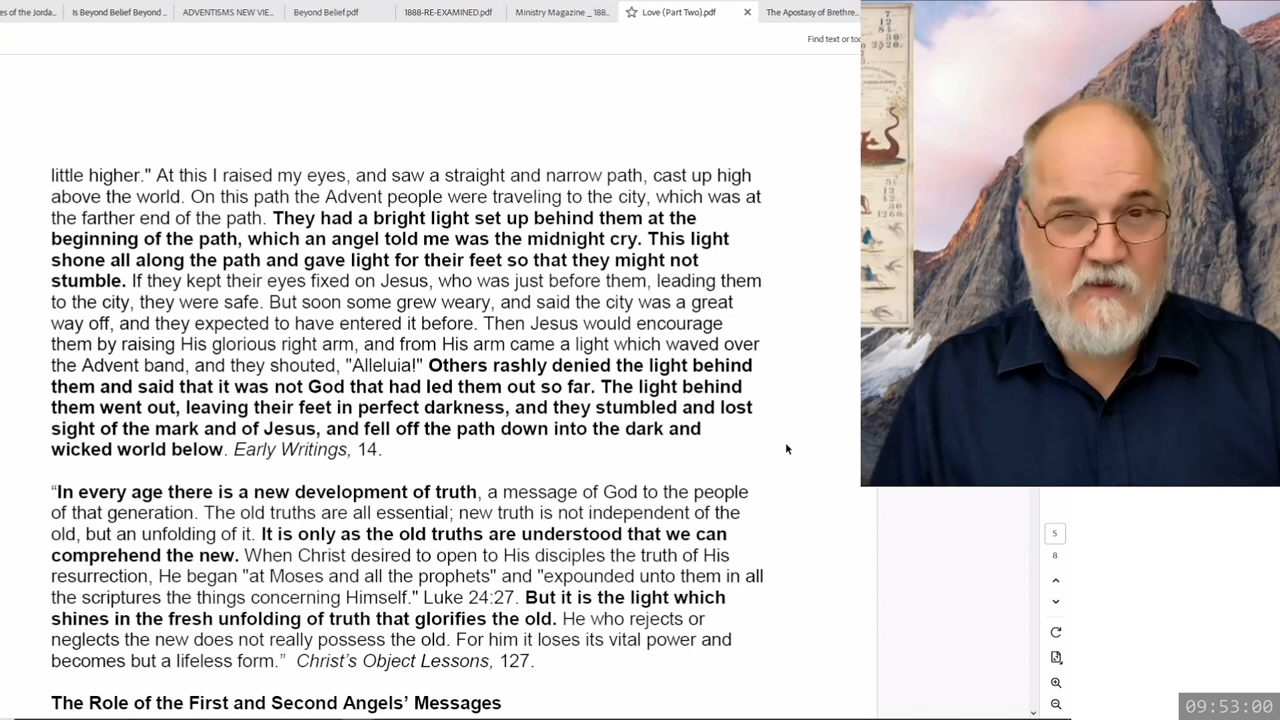 es of the Jorda...
Is Beyond Belief Beyond ...
ADVENTISMS NEW VIE...
Beyond Belief.pdf
1888-RE-EXAMINED.pdf
Ministry Magazine _ 188...
Love (Part Two).pdf
The Apostasy of Brethre...
Find text or too
little higher." At this I raised my eyes, and saw a straight and narrow path, cast up high
above the world. On this path the Advent people were traveling to the city, which was at
the farther end of the path. They had a bright light set up behind them at the
beginning of the path, which an angel told me was the midnight cry. This light
shone all along the path and gave light for their feet so that they might not
stumble. If they kept their eyes fixed on Jesus, who was just before them, leading them
to the city, they were safe. But soon some grew weary, and said the city was a great
way off, and they expected to have entered it before. Then Jesus would encourage
them by raising His glorious right arm, and from His arm came a light which waved over
the Advent band, and they shouted, "Alleluia!" Others rashly denied the light behind
them and said that it was not God that had led them out so far. The light behind
them went out, leaving their feet in perfect darkness, and they stumbled and lost
sight of the mark and of Jesus, and fell off the path down into the dark and
wicked world below. Early Writings, 14.
“In every age there is a new development of truth, a message of God to the people
of that generation. The old truths are all essential; new truth is not independent of the
old, but an unfolding of it. It is only as the old truths are understood that we can
comprehend the new. When Christ desired to open to His disciples the truth of His
resurrection, He began "at Moses and all the prophets" and "expounded unto them in all
the scriptures the things concerning Himself." Luke 24:27. But it is the light which
shines in the fresh unfolding of truth that glorifies the old. He who rejects or
neglects the new does not really possess the old. For him it loses its vital power and
becomes but a lifeless form.” Christ’s Object Lessons, 127.
The Role of the First and Second Angels’ Messages
5
8
1260
09:53:00